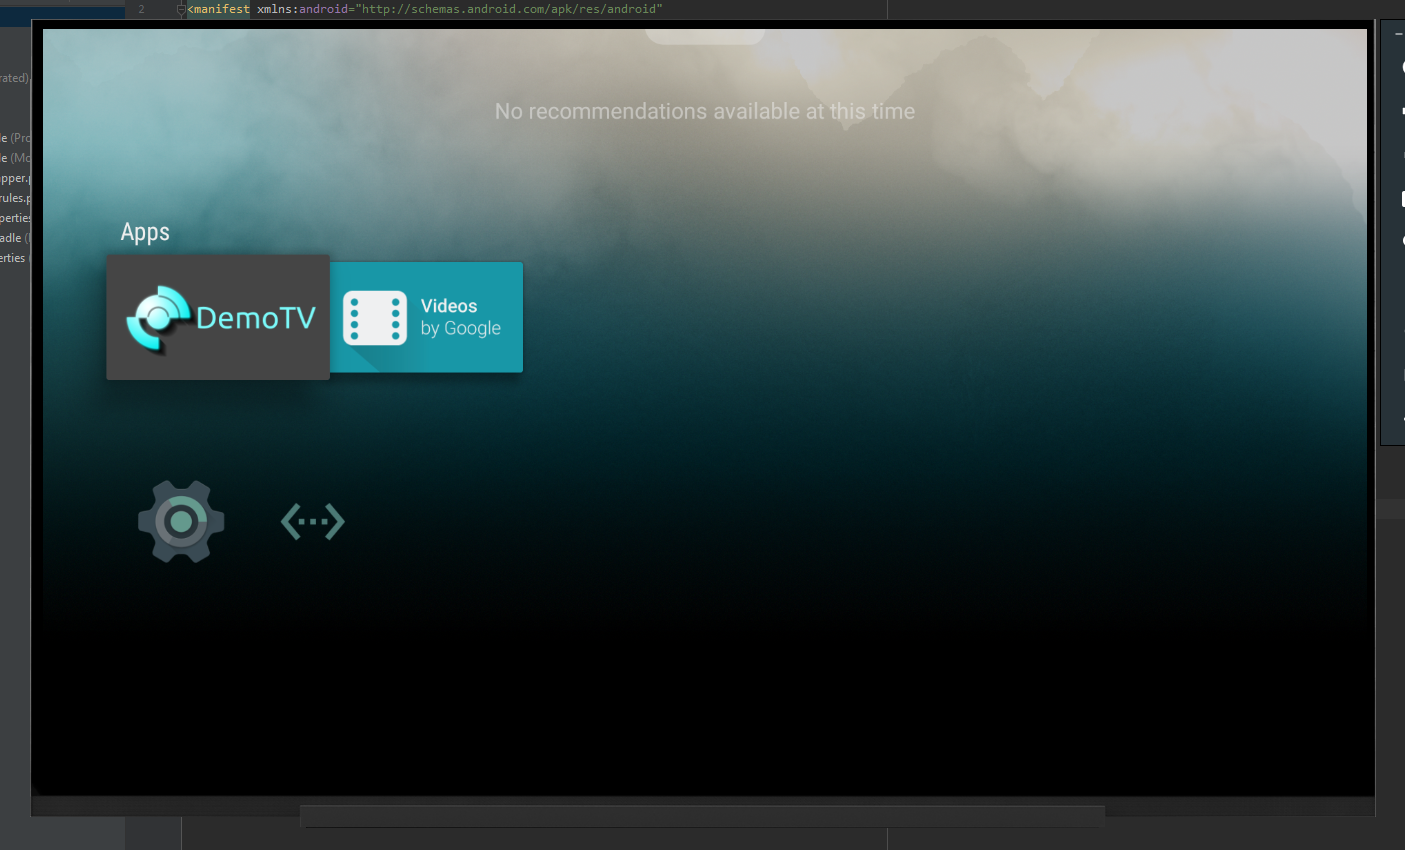 2
<manifest xmlns:android="http://schemas.android.com/apk/res/android"
rated)
No recommendations available at this time
le (Pro
le (Mo
apper.p
rules.p
perties
adle (
erties (
Apps
DemoTV
Videos
by Google